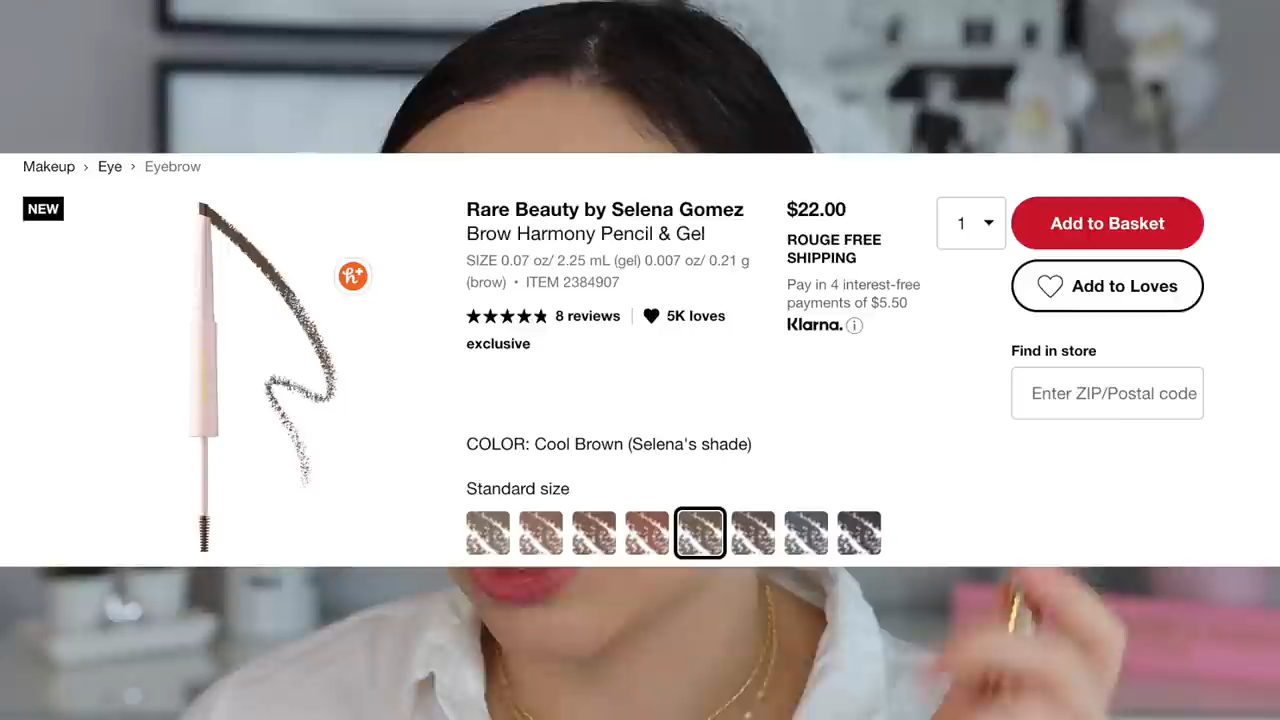 Makeup > Eye > Eyebrow
NEW
h+
Rare Beauty by Selena Gomez
Brow Harmony Pencil & Gel
SIZE 0.07 oz/ 2.25 mL (gel) 0.007 oz/ 0.21 g
(brow) • ITEM 2384907
8 reviews
5K loves
exclusive
$22.00
ROUGE FREE
SHIPPING
Pay in 4 interest-free
payments of $5.50
Klarna. i
1
Add to Basket
Add to Loves
Find in store
Enter ZIP/Postal code
COLOR: Cool Brown (Selena's shade)
Standard size